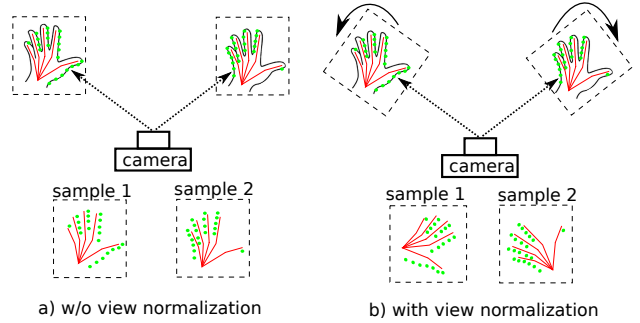 camera
camera
sample 1
sample 2
sample 1
sample 2
a) w/o view normalization
b) with view normalization